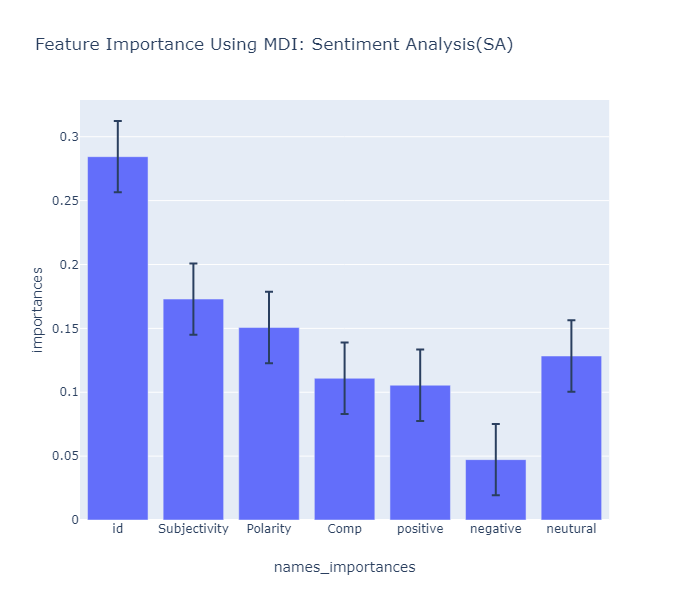 Feature Importance Using MDI: Sentiment Analysis(SA)
0.3
0.25
0.2
0.15
0.1
0.05
0
importances
id Subjectivity Polarity Comp positive negative neutural
names_importances